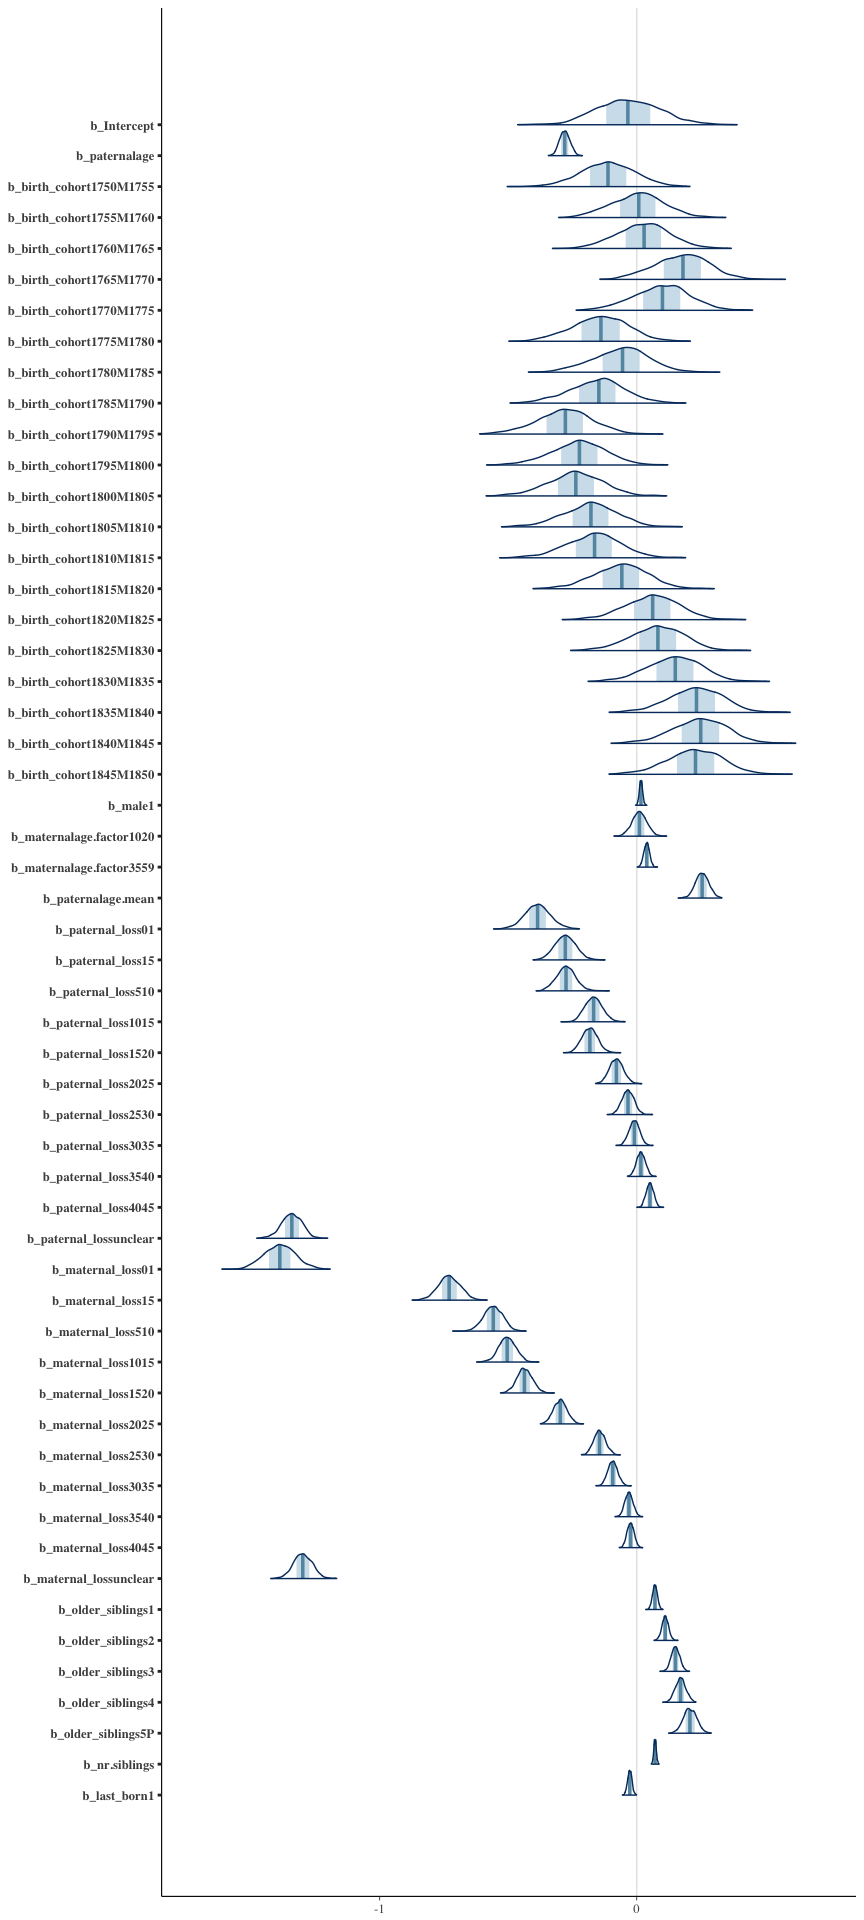 b_Intercept
b_paternalage
b_birth_cohort1750M1755
b_birth_cohort1755M1760
b_birth_cohort1760M1765
b_birth_cohort1765M1770
b_birth_cohort1770M1775
b_birth_cohort1775M1780
b_birth_cohort1780M1785
b_birth_cohort1785M1790
b_birth_cohort1790M1795
b_birth_cohort1795M1800
b_birth_cohort1800M1805
b_birth_cohort1805M1810
b_birth_cohort1810M1815
b_birth_cohort1815M1820
b_birth_cohort1820M1825
b_birth_cohort1825M1830
b_birth_cohort1830M1835
b_birth_cohort1835M1840
b_birth_cohort1840M1845
b_birth_cohort1845M1850
b_male1
b_maternalage.factor1020
b_maternalage.factor3559
b_paternalage.mean
b_paternal_loss01
b_paternal_loss15
b_paternal_loss510
b_paternal_loss1015
b_paternal_loss1520
b_paternal_loss2025
b_paternal_loss2530
b_paternal_loss3035
b_paternal_loss3540
b_paternal_loss4045
b_paternal_lossunclear
b_maternal_loss01
b_maternal_loss15
b_maternal_loss510
b_maternal_loss1015
b_maternal_loss1520
b_maternal_loss2025
b_maternal_loss2530
b_maternal_loss3035
b_maternal_loss3540
b_maternal_loss4045
b_maternal_lossunclear
b_older_siblings1
b_older_siblings2
b_older_siblings3
b_older_siblings4
b_older_siblings5P
b_nr.siblings
b_last_born1
-1 0